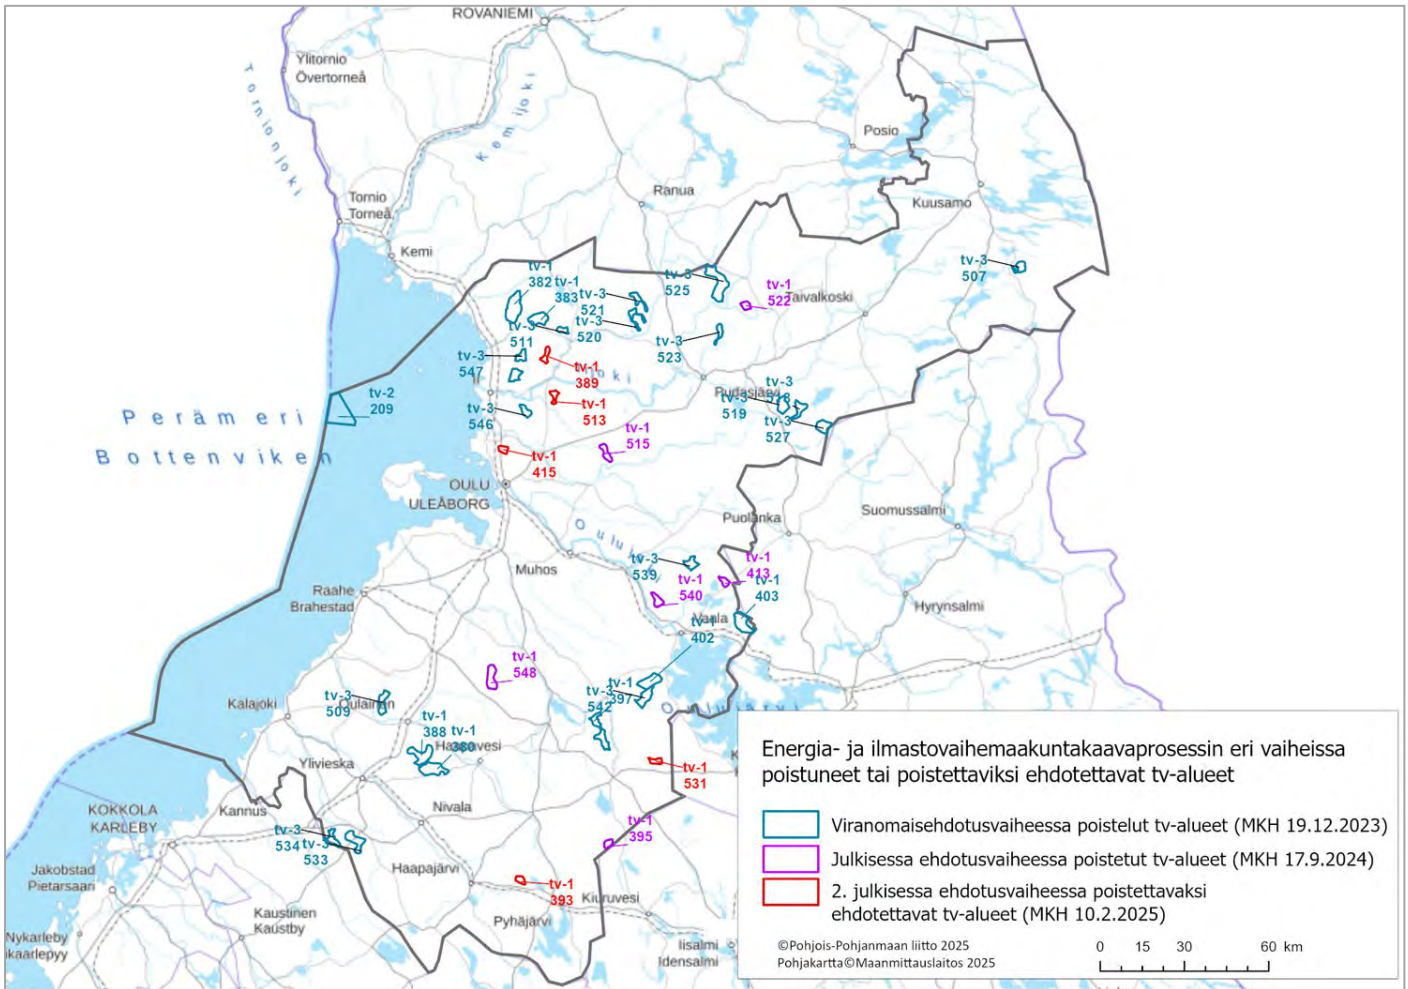 ROVANIEMI
Ylitornio
Övertorneå
Tornionjoki
Kemijoki
Posio
Ranua
Tornio
Torneå
Kuusamo
Kemi
tv-3
507
tv-1
382
tv-1
383
tv-3
521
tv-3
525
tv-1
522
Taivalkoski
tv-3
511
tv-3
520
tv-3
523
tv-3
547
tv-1
389
Pudasjärvi
tv-3
tv-3
519
tv-3
527
tv-2
209
Perämeri
Bottenviken
tv-3
546
tv-1
513
tv-1
515
tv-1
415
OULU
ULEÅBORG
Puolanka
Suomussalmi
Muhos
tv-3
539
tv-1
413
tv-1
403
tv-1
540
Raahe
Brahestad
Hyrynsalmi
Vaala
tv-1
402
tv-1
548
tv-1
397
tv-3
542
Oulujärvi
tv-3
509
Oulainen
Kalajoki
tv-1
388
tv-1
380
Haapavesi
Ylivieska
tv-1
531
KOKKOLA
KARLEBY
Kannus
Nivala
tv-3
534
tv-3
533
tv-1
395
Haapajärvi
tv-1
393
Kiuruvesi
Jakobstad
Pietarsaari
Pyhäjärvi
Kaustinen
Kaustby
Nykarleby
ikaarlepyy
Iisalmi
Idensalmi
Energia- ja ilmastovaihemaakuntakaavaprosessin eri vaiheissa
poistuneet tai poistettaviksi ehdotettavat tv-alueet
Viranomaisehdotusvaiheessa poistelut tv-alueet (MKH 19.12.2023)
Julkisessa ehdotusvaiheessa poistetut tv-alueet (MKH 17.9.2024)
2. julkisessa ehdotusvaiheessa poistettavaksi
ehdotettavat tv-alueet (MKH 10.2.2025)
©Pohjois-Pohjanmaan liitto 2025
Pohjakartta©Maanmittauslaitos 2025
0 15 30 60 km